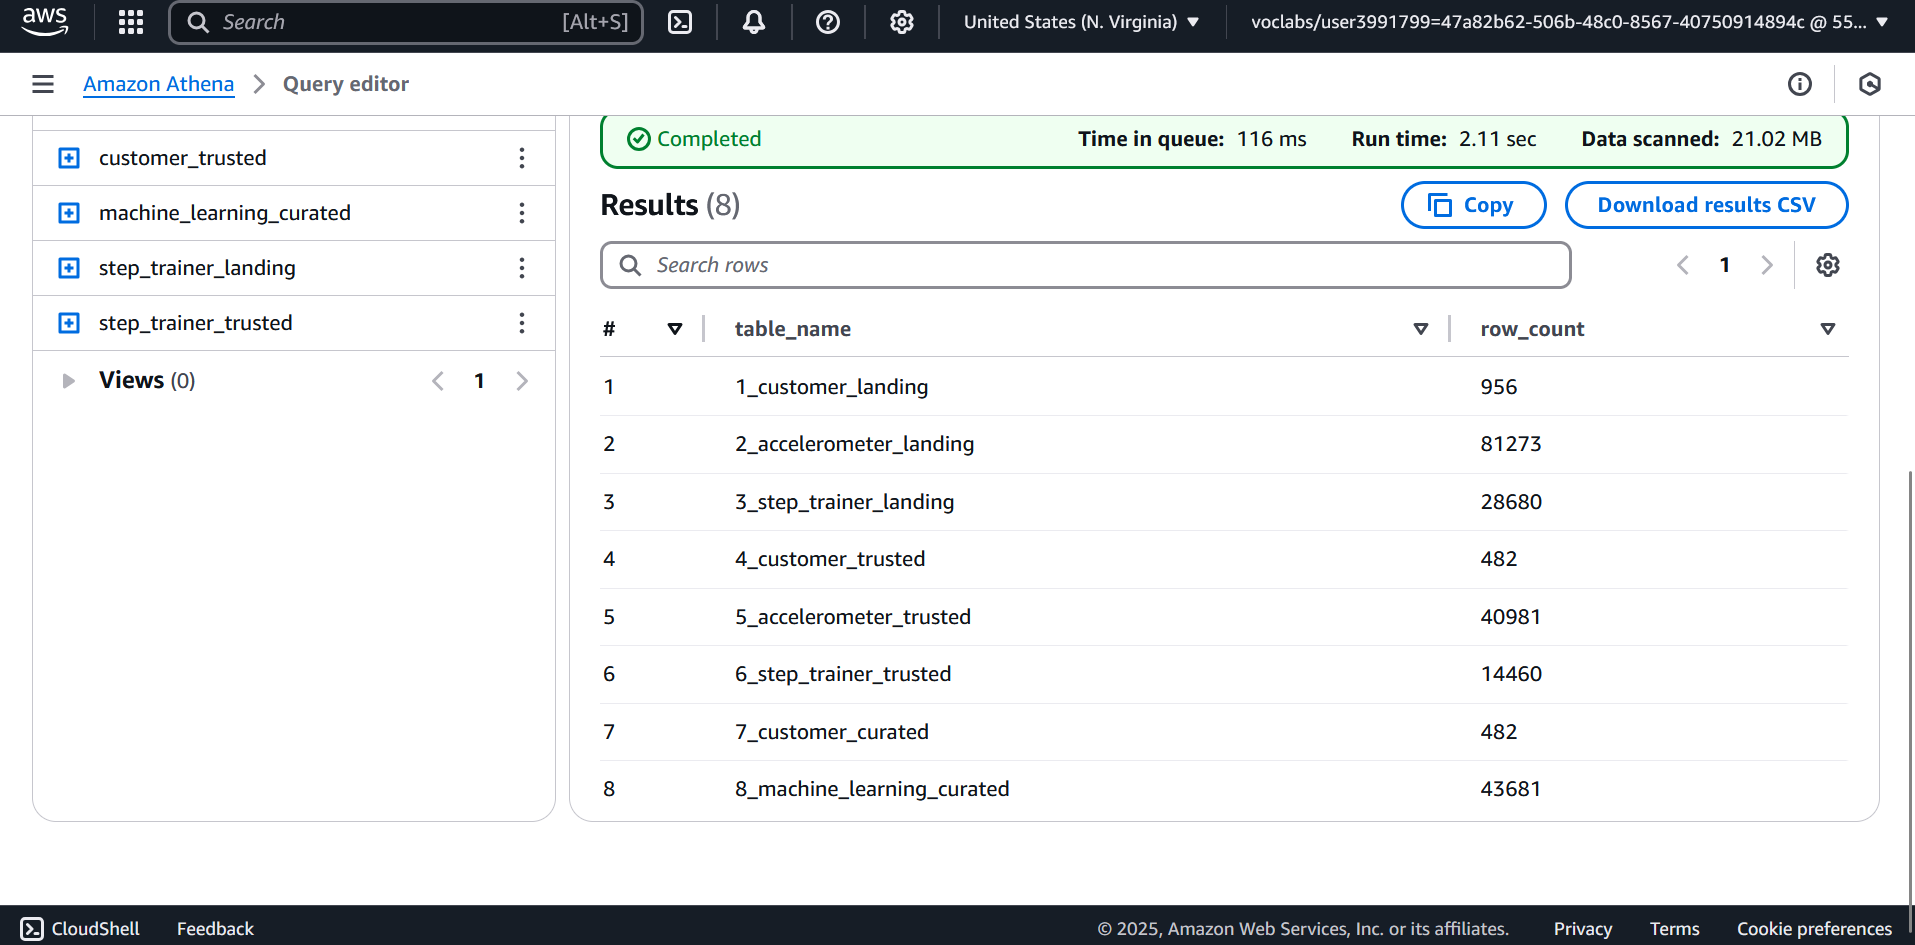 aws
Search [Alt+S]
United States (N. Virginia)
voclabs/user3991799=47a82b62-506b-48c0-8567-40750914894c @ 55...
Amazon Athena > Query editor
customer_trusted
machine_learning_curated
step_trainer_landing
step_trainer_trusted
Views (0)
1
Completed
Time in queue: 116 ms
Run time: 2.11 sec
Data scanned: 21.02 MB
Results (8)
Copy
Download results CSV
Search rows
1
# table_name row_count
1 1_customer_landing 956
2 2_accelerometer_landing 81273
3 3_step_trainer_landing 28680
4 4_customer_trusted 482
5 5_accelerometer_trusted 40981
6 6_step_trainer_trusted 14460
7 7_customer_curated 482
8 8_machine_learning_curated 43681
CloudShell
Feedback
© 2025, Amazon Web Services, Inc. or its affiliates.
Privacy
Terms
Cookie preferences